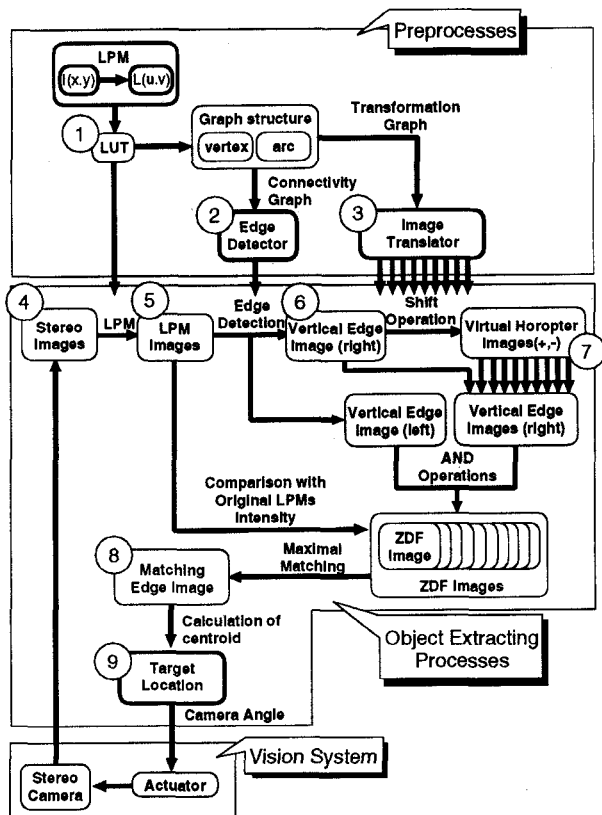 Preprocesses
LPM
I(x,y)
L(u.v)
1
LUT
Graph structure
vertex
arc
Transformation
Graph
Connectivity
Graph
2
Edge
Detector
3
Image
Translator
4
Stereo
Images
LPM
5
LPM
Images
Edge
Detection
6
Vertical Edge
Image (right)
Shift
Operation
Virtual Horopter
Images(+,-)
7
Vertical Edge
Image (left)
Vertical Edge
Images (right)
AND
Operations
Comparison with
Original LPMs
Intensity
ZDF
Image
ZDF Images
Maximal
Matching
8
Matching
Edge Image
Calculation of
centroid
Object Extracting
Processes
9
Target
Location
Camera Angle
Vision System
Stereo
Camera
Actuator